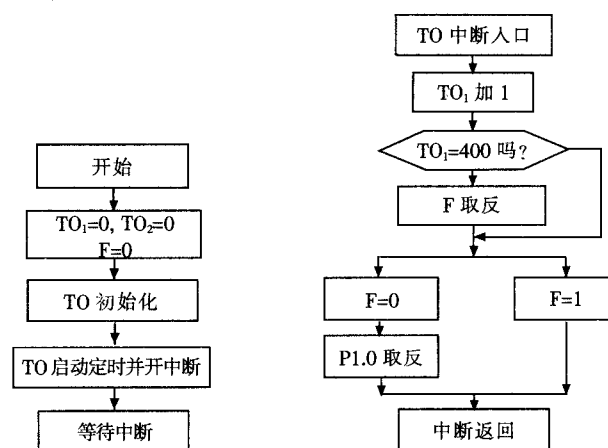 开始
TO₁=0, TO₂=0
F=0
TO 初始化
TO 启动定时并开中断
等待中断
TO 中断入口
TO₁ 加 1
TO₁=400 吗?
F 取反
F=0
F=1
P1.0 取反
中断返回